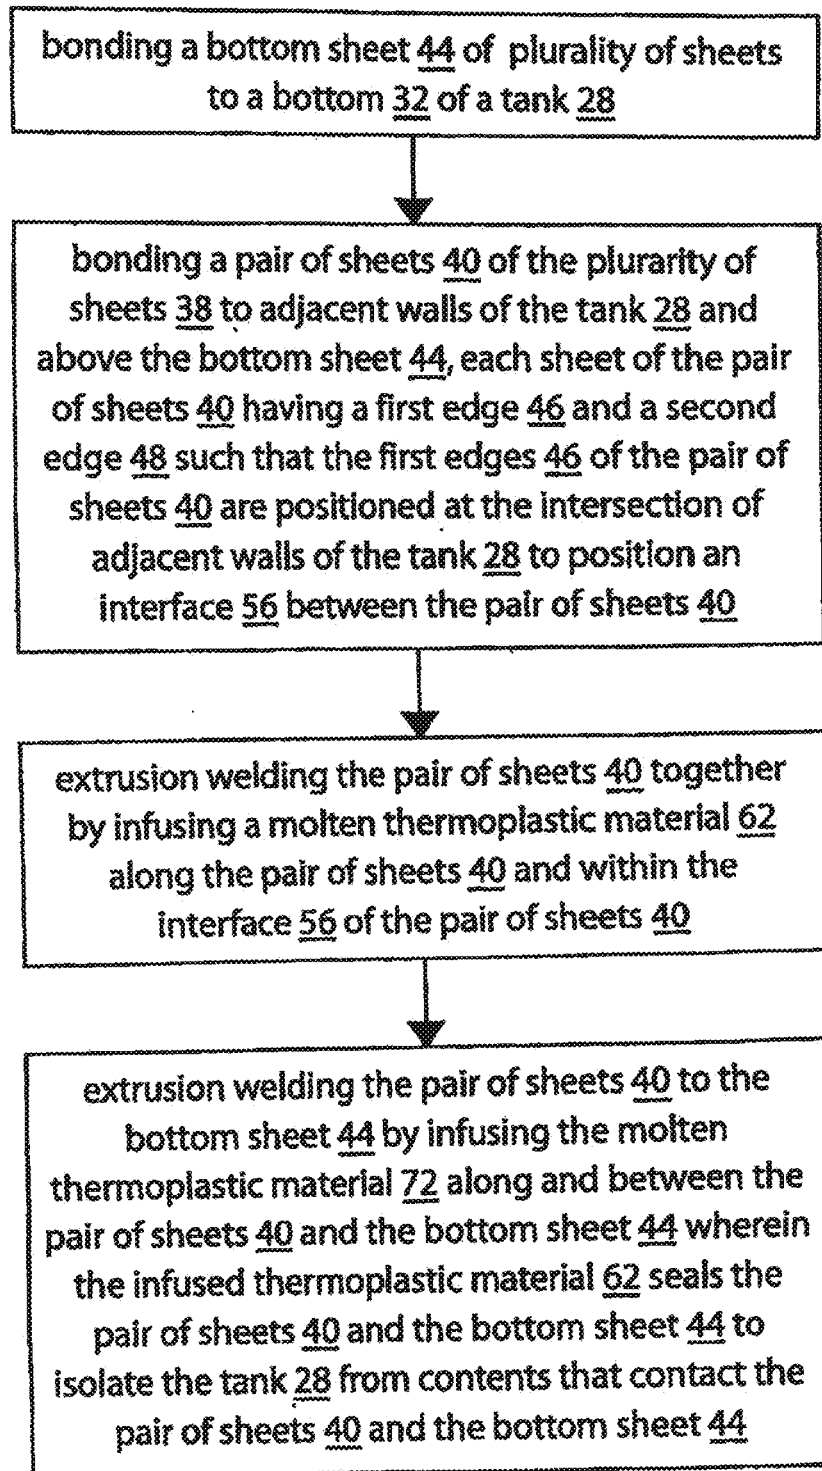 bonding a bottom sheet 44 of plurality of sheets
to a bottom 32 of a tank 28
bonding a pair of sheets 40 of the plurarity of
sheets 38 to adjacent walls of the tank 28 and
above the bottom sheet 44, each sheet of the pair
of sheets 40 having a first edge 46 and a second
edge 48 such that the first edges 46 of the pair of
sheets 40 are positioned at the intersection of
adjacent walls of the tank 28 to position an
interface 56 between the pair of sheets 40
extrusion welding the pair of sheets 40 together
by infusing a molten thermoplastic material 62
along the pair of sheets 40 and within the
interface 56 of the pair of sheets 40
extrusion welding the pair of sheets 40 to the
bottom sheet 44 by infusing the molten
thermoplastic material 72 along and between the
pair of sheets 40 and the bottom sheet 44 wherein
the infused thermoplastic material 62 seals the
pair of sheets 40 and the bottom sheet 44 to
isolate the tank 28 from contents that contact the
pair of sheets 40 and the bottom sheet 44